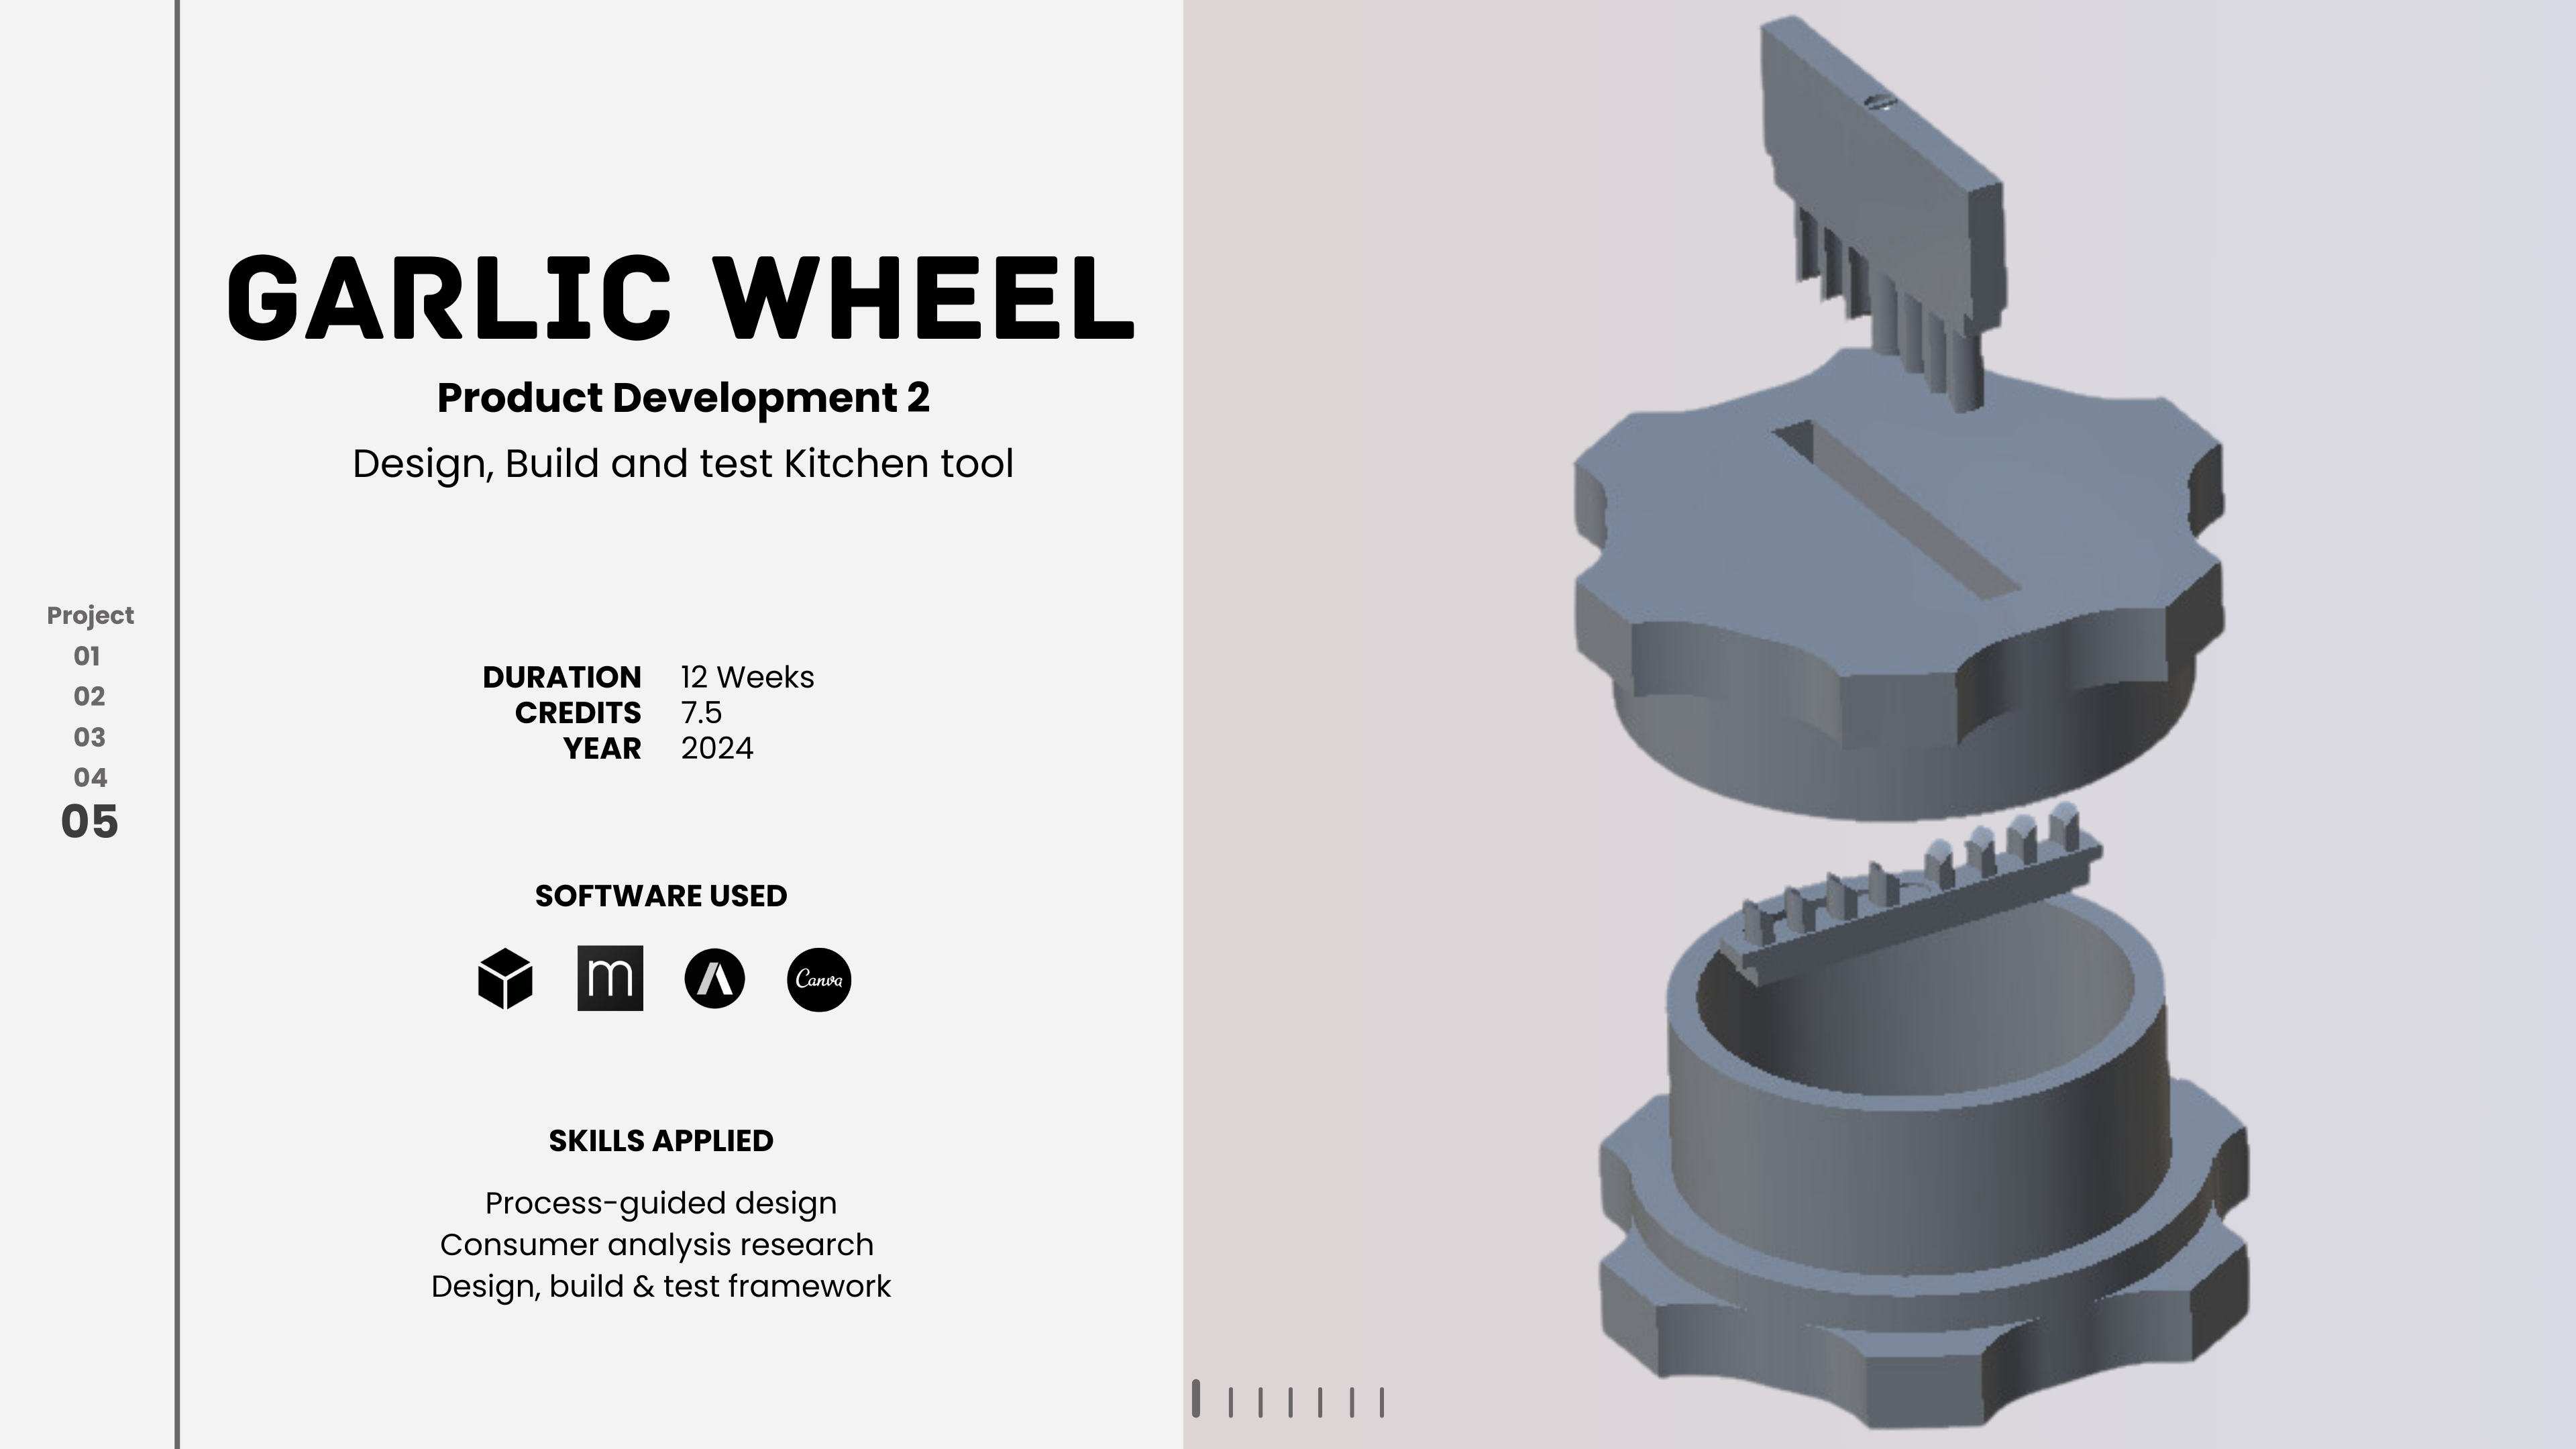 GARLIC WHEEL
Product Development 2
Design, Build and test Kitchen tool
Project
01
02
03
04
05
DURATION 12 Weeks
CREDITS 7.5
YEAR 2024
SOFTWARE USED
m
Canva
SKILLS APPLIED
Process-guided design
Consumer analysis research
Design, build & test framework